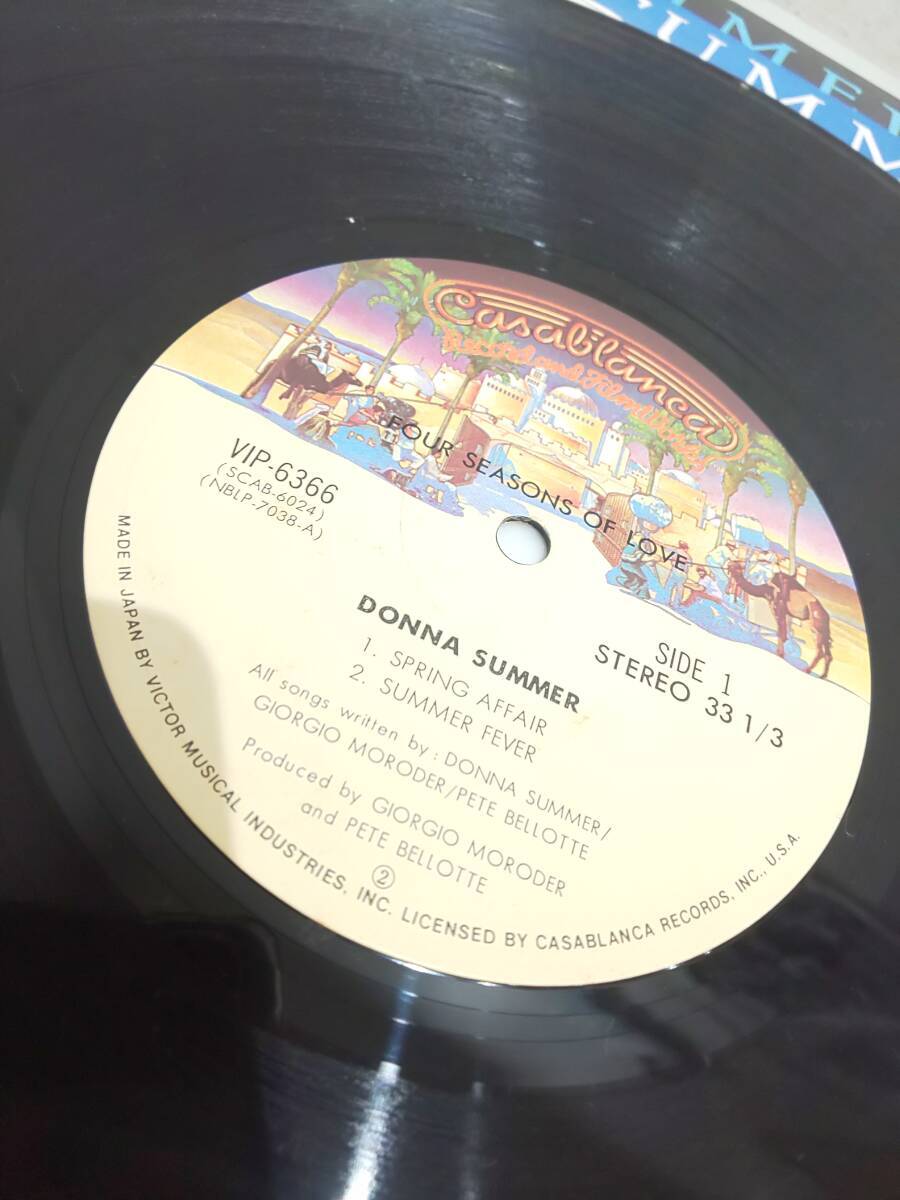 Casablanca
Record and FilmWorks
FOUR SEASONS OF LOVE
VIP-6366
(SCAB-6024)
(NBLP-7038-A)
SIDE 1
STEREO 33 1/3
DONNA SUMMER
1. SPRING AFFAIR
2. SUMMER FEVER
All songs written by: DONNA SUMMER/
GIORGIO MORODER/PETE BELLOTTE
Produced by GIORGIO MORODER
and PETE BELLOTTE
②
MADE IN JAPAN BY VICTOR MUSICAL INDUSTRIES, INC. LICENSED BY CASABLANCA RECORDS, INC., U.S.A.